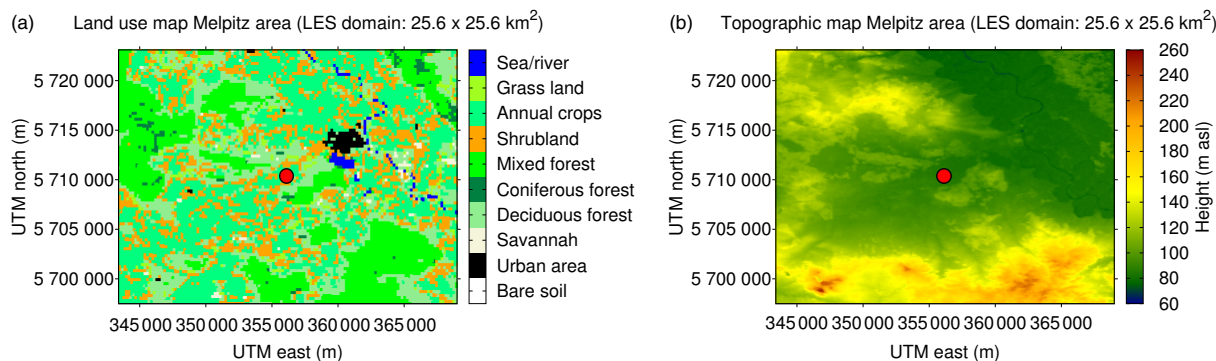 (a) Land use map Melpitz area (LES domain: 25.6 x 25.6 km²)
5 720 000
5 715 000
5 710 000
5 705 000
5 700 000
UTM north (m)
345 000 350 000 355 000 360 000 365 000
UTM east (m)
Sea/river
Grass land
Annual crops
Shrubland
Mixed forest
Coniferous forest
Deciduous forest
Savannah
Urban area
Bare soil
(b) Topographic map Melpitz area (LES domain: 25.6 x 25.6 km²)
5 720 000
5 715 000
5 710 000
5 705 000
5 700 000
UTM north (m)
345 000 350 000 355 000 360 000 365 000
UTM east (m)
260
240
220
200
180
160
140
120
100
80
60
Height (m asl)